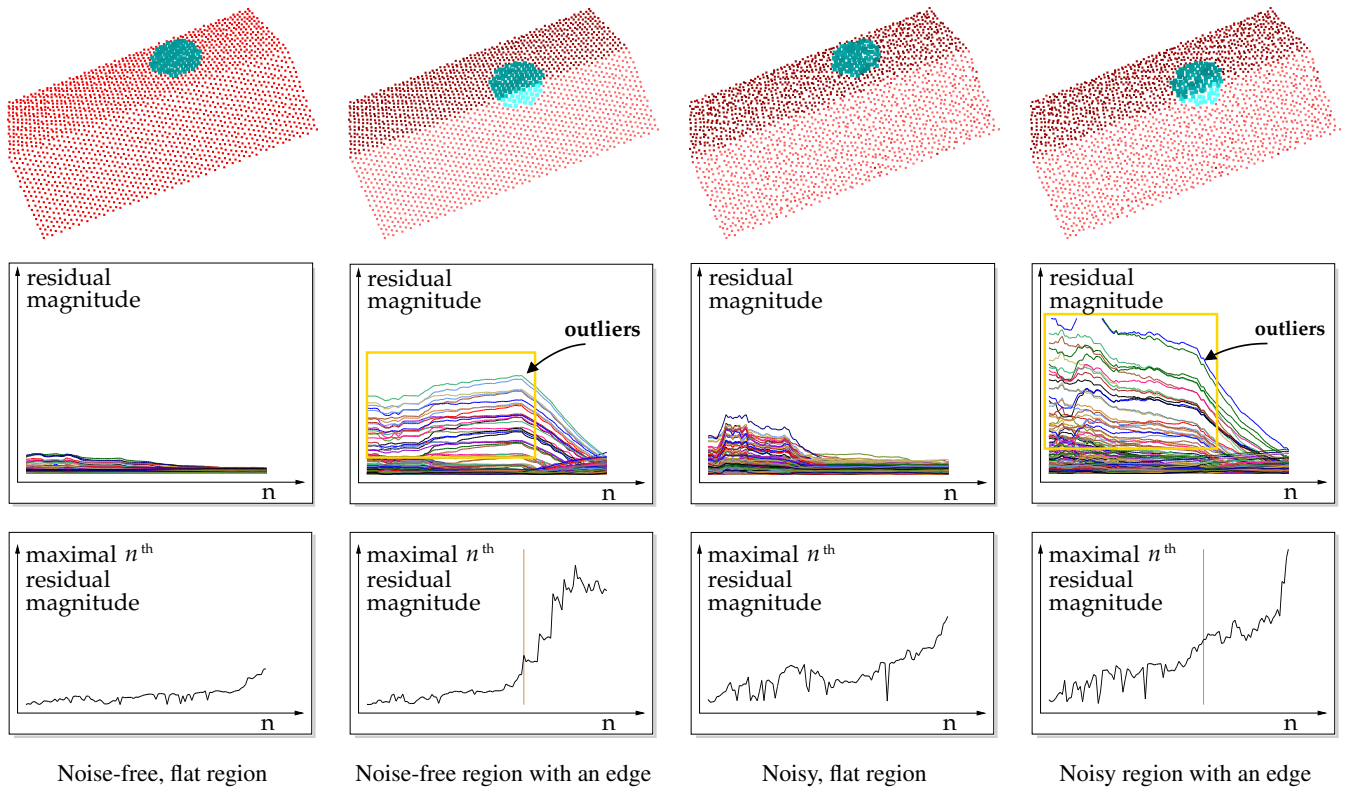 residual
magnitude
n
residual
magnitude
outliers
n
residual
magnitude
n
residual
magnitude
outliers
n
maximal nth
residual
magnitude
n
maximal nth
residual
magnitude
n
maximal nth
residual
magnitude
n
maximal nth
residual
magnitude
n
Noise-free, flat region
Noise-free region with an edge
Noisy, flat region
Noisy region with an edge